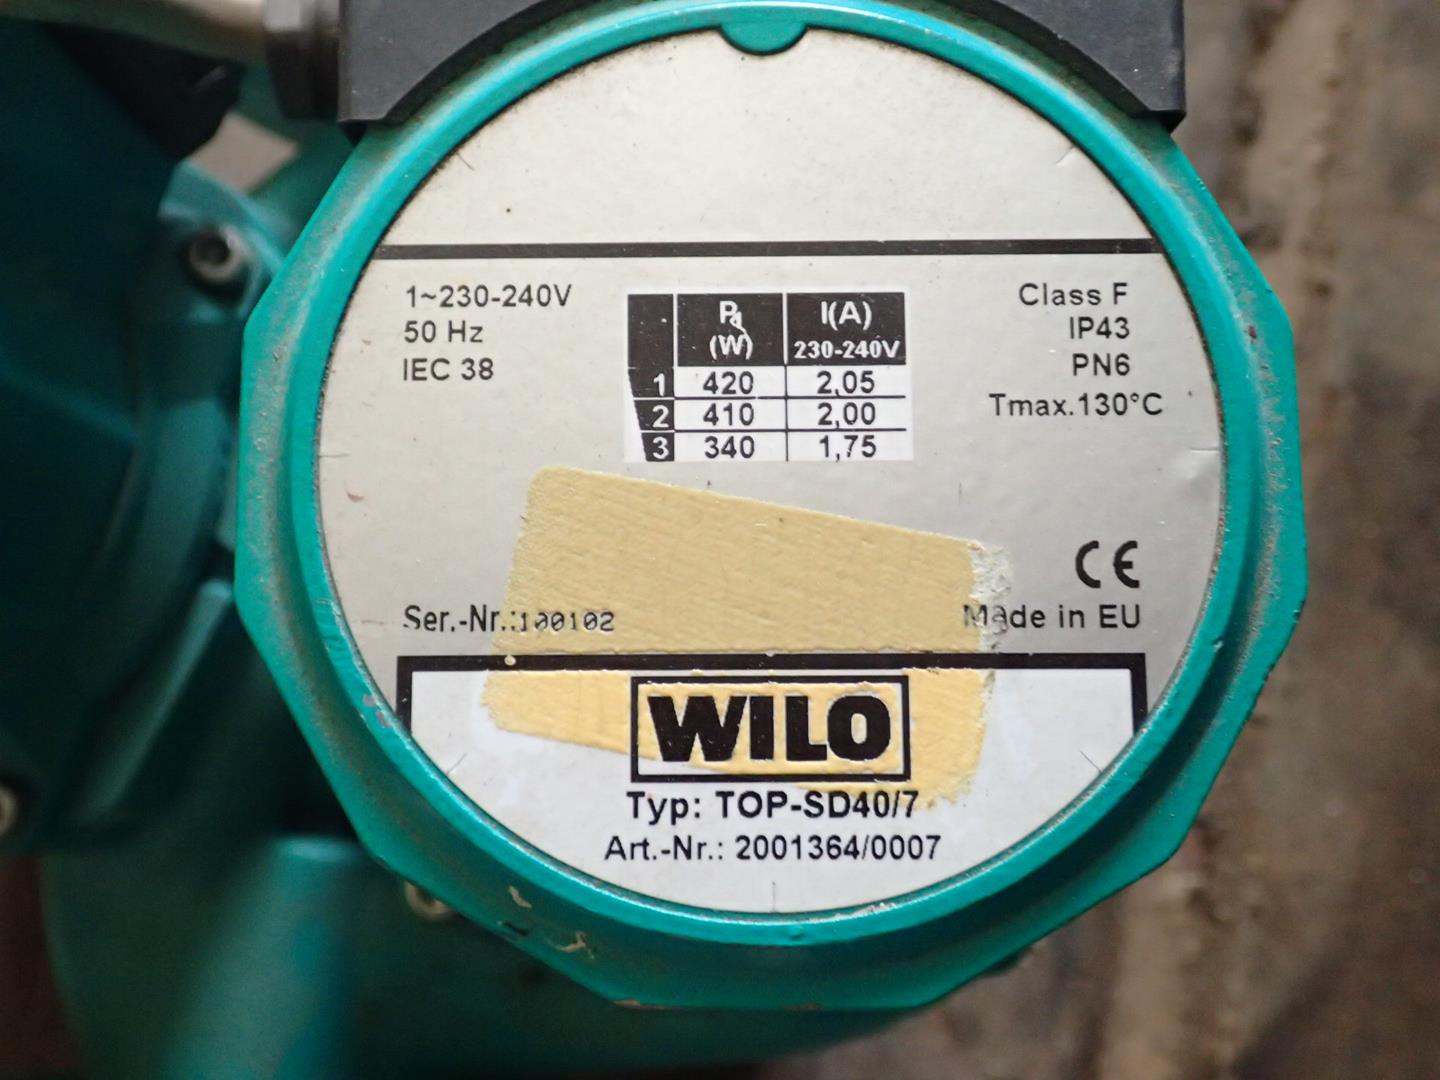 1~230-240V
50 Hz
IEC 38
P1 (W) I(A) 230-240V
1 420 2,05
2 410 2,00
3 340 1,75
Class F
IP43
PN6
Tmax.130°C
CE
Ser.-Nr.:100102
Made in EU
WILO
Typ: TOP-SD40/7
Art.-Nr.: 2001364/0007